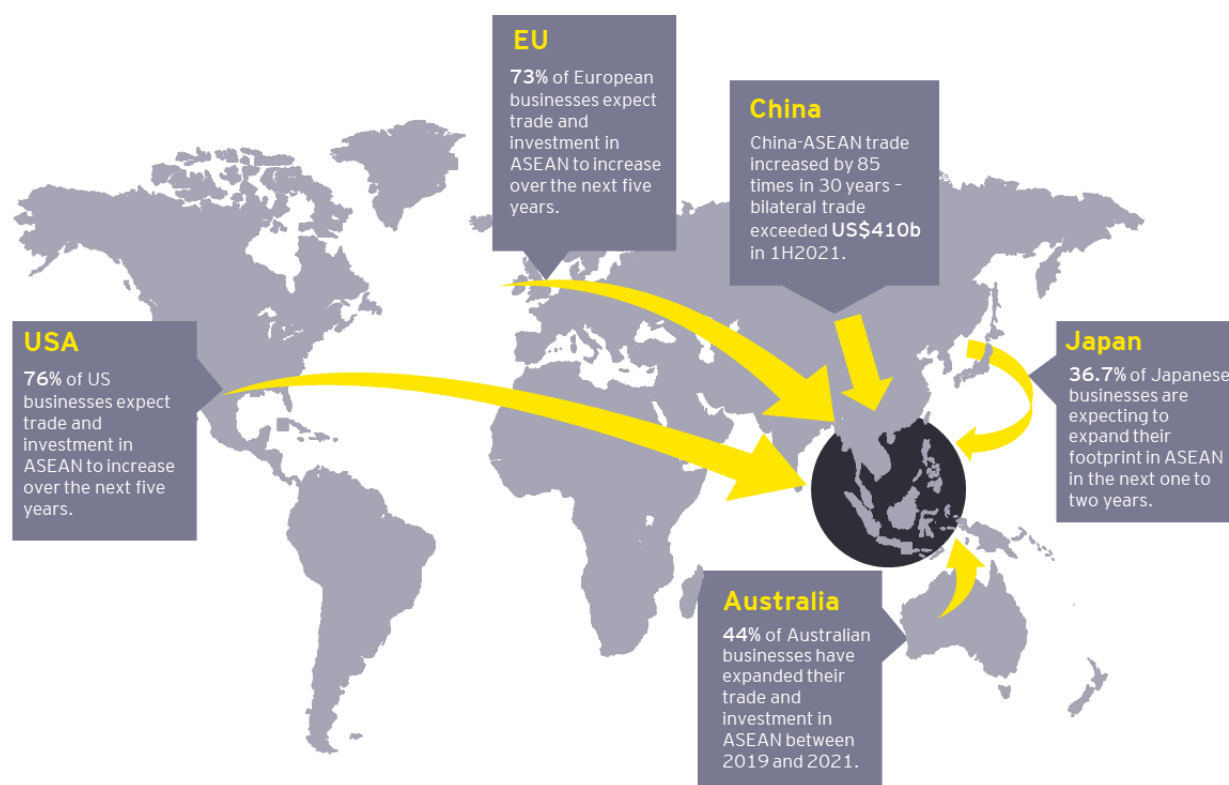 EU
73% of European
businesses expect
trade and
investment in
ASEAN to increase
over the next five
years.
China
China-ASEAN trade
increased by 85
times in 30 years –
bilateral trade
exceeded US$410b
in 1H2021.
USA
76% of US
businesses expect
trade and
investment in
ASEAN to increase
over the next five
years.
Japan
36.7% of Japanese
businesses are
expecting to
expand their
footprint in ASEAN
in the next one to
two years.
Australia
44% of Australian
businesses have
expanded their
trade and
investment in
ASEAN between
2019 and 2021.